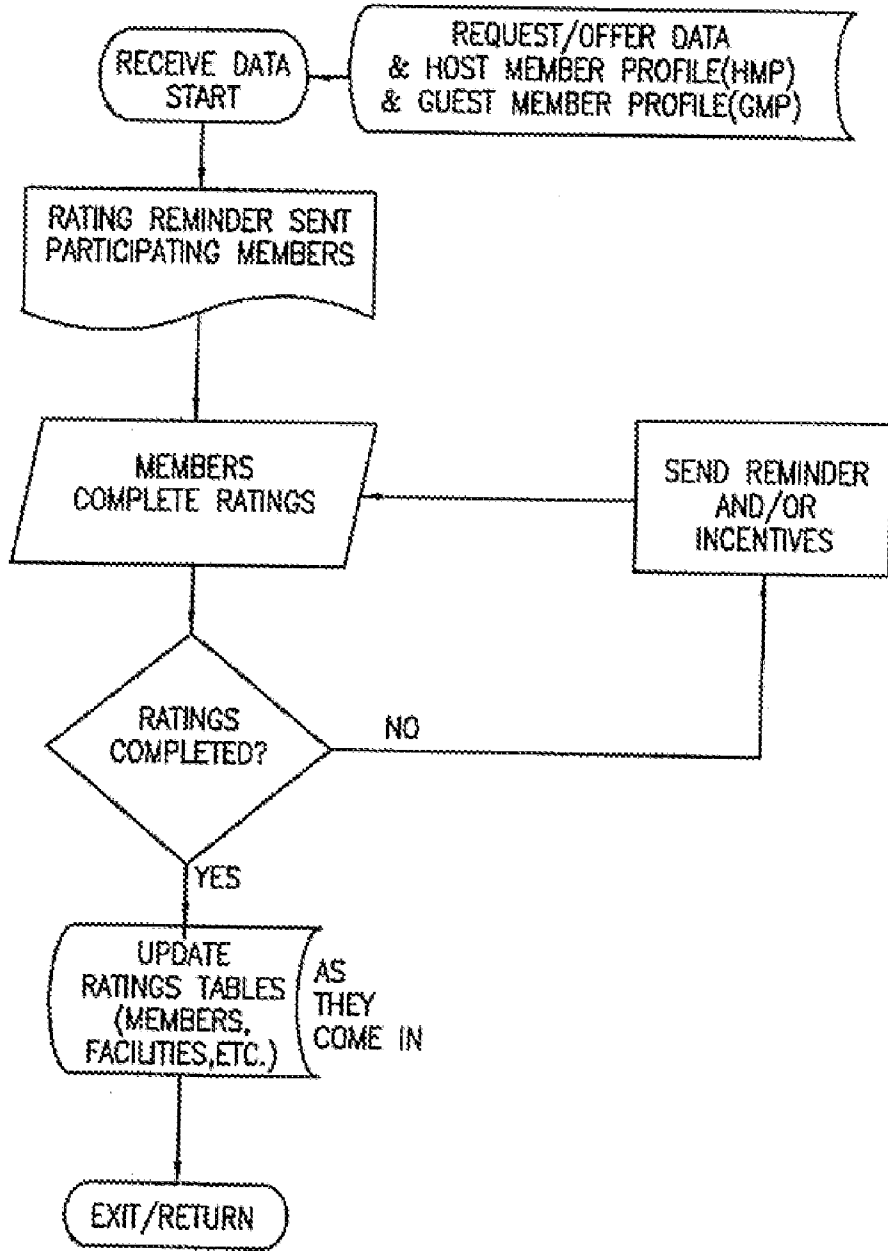 RECEIVE DATA
START
REQUEST/OFFER DATA
& HOST MEMBER PROFILE(HMP)
& GUEST MEMBER PROFILE(GMP)
RATING REMINDER SENT
PARTICIPATING MEMBERS
MEMBERS
COMPLETE RATINGS
SEND REMINDER
AND/OR
INCENTIVES
RATINGS
COMPLETED?
NO
YES
UPDATE
RATINGS TABLES
(MEMBERS,
FACILITIES,ETC.)
AS
THEY
COME IN
EXIT/RETURN